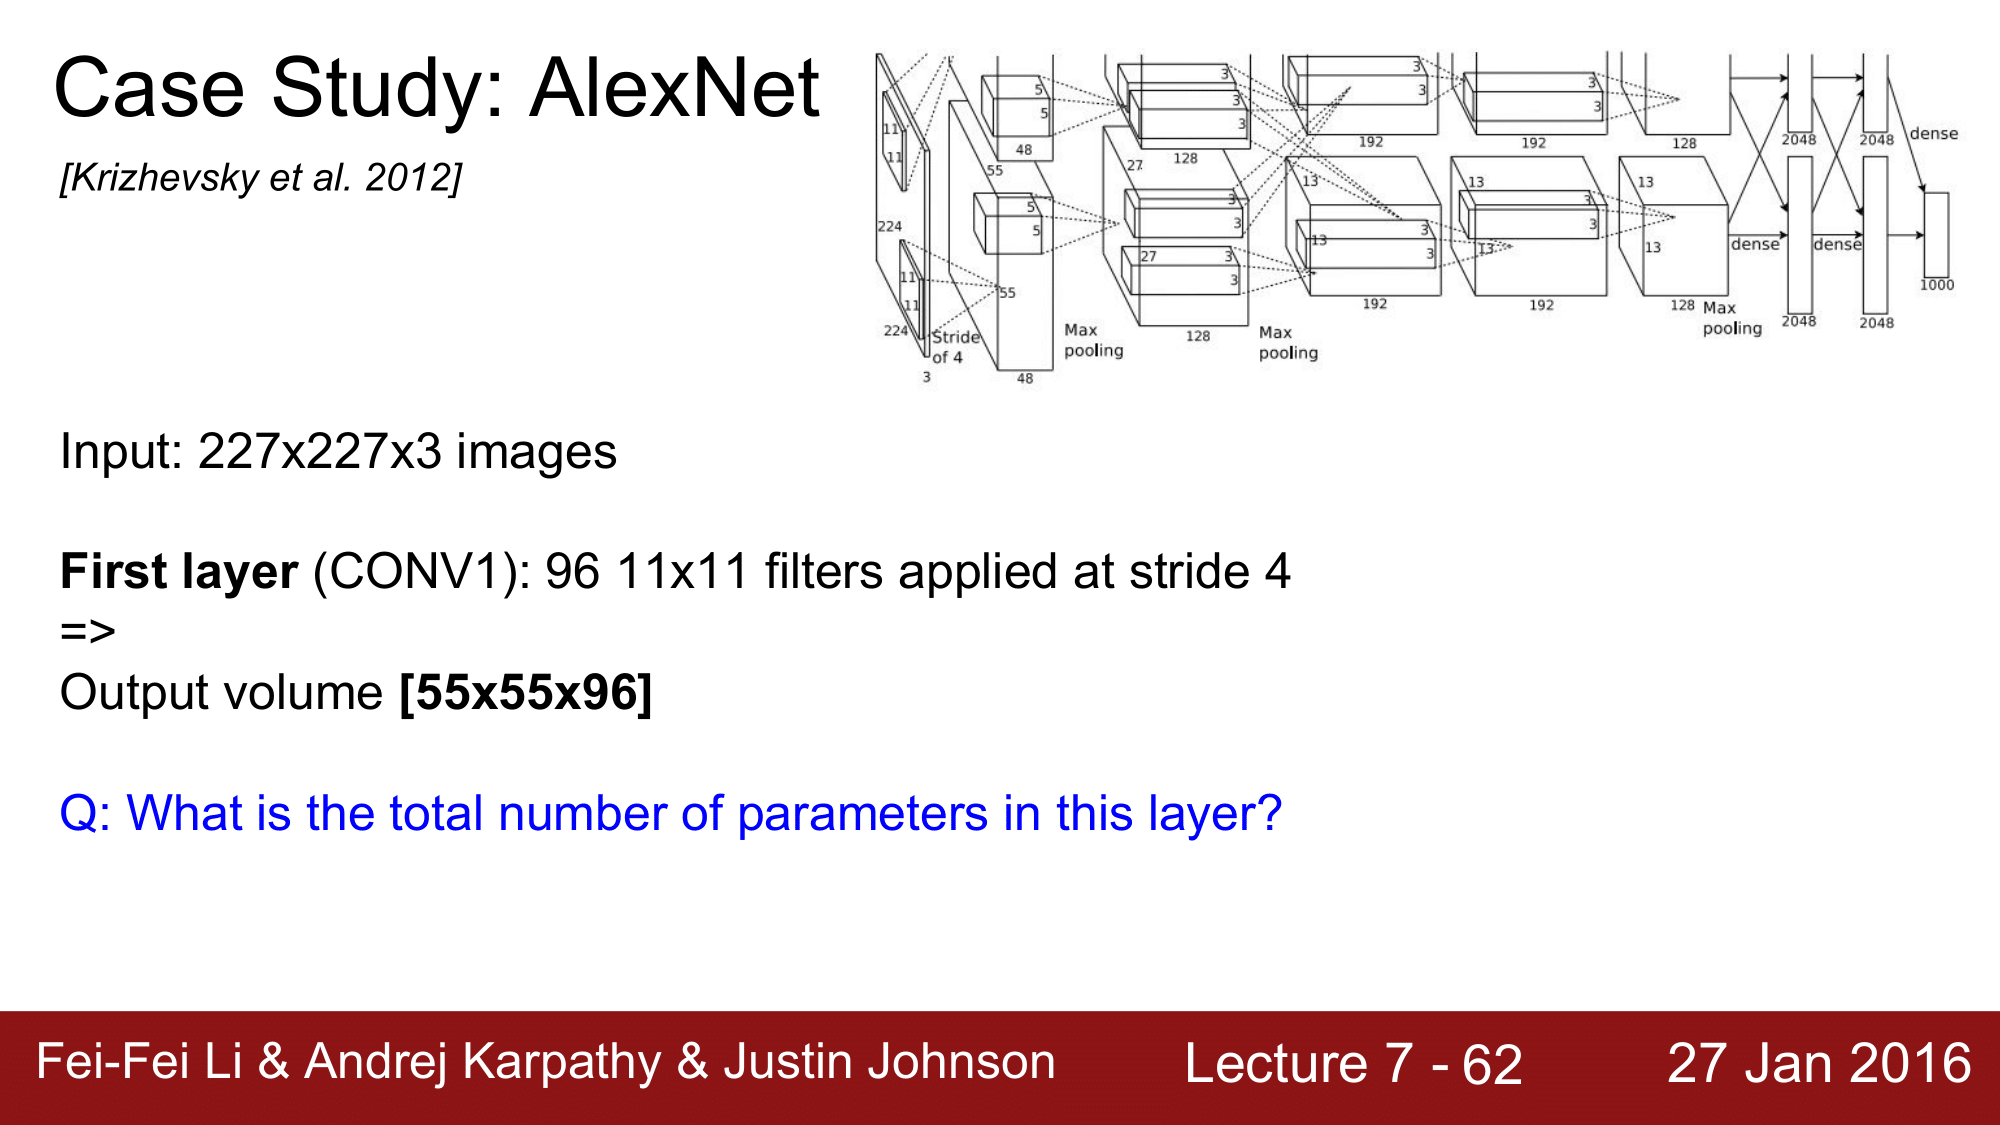 Case Study: AlexNet
[Krizhevsky et al. 2012]
5
5
48
11
11
55
224
5
5
11
11
55
224
Stride
of 4
3
48
Max
pooling
3
3
3
3
128
27
3
3
27
3
3
128
Max
pooling
3
3
192
13
3
3
13
192
3
3
192
13
3
3
13
192
128
13
13
128
Max
pooling
2048
2048
dense
dense
dense
2048
2048
1000
Input: 227x227x3 images
First layer (CONV1): 96 11x11 filters applied at stride 4
=>
Output volume [55x55x96]
Q: What is the total number of parameters in this layer?
Fei-Fei Li & Andrej Karpathy & Justin Johnson
Lecture 7 - 62
27 Jan 2016